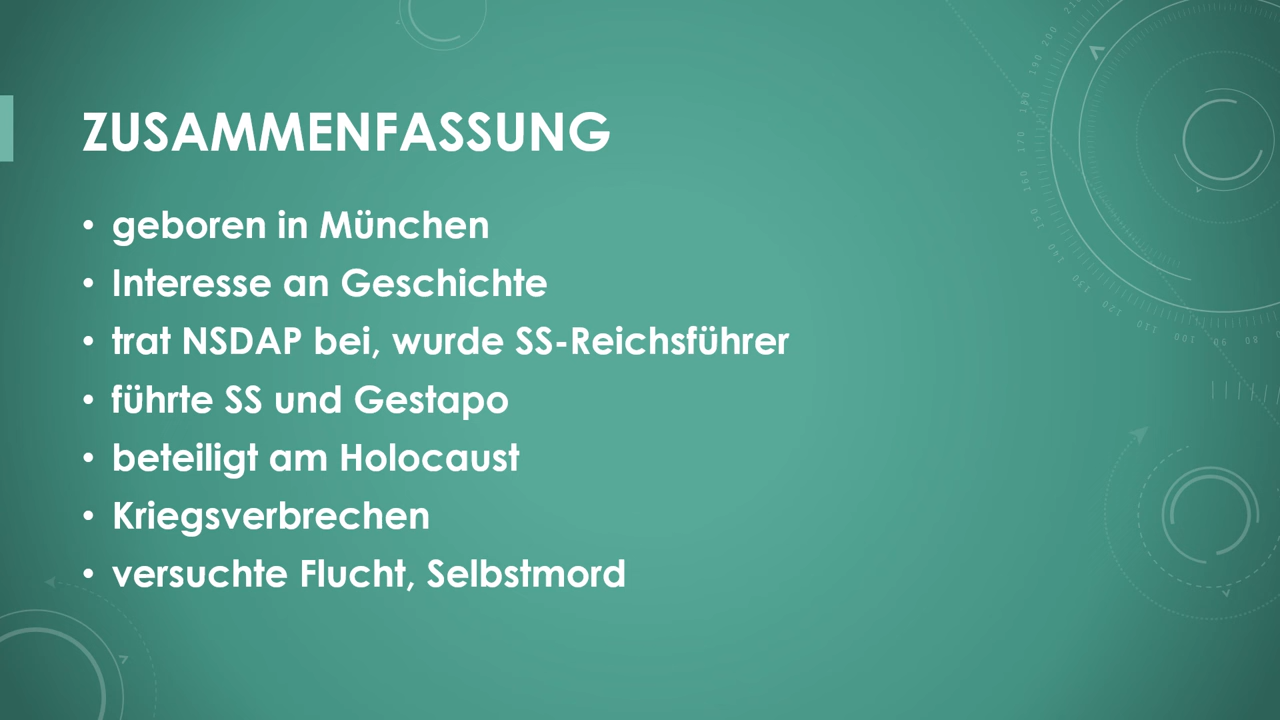 ZUSAMMENFASSUNG
• geboren in München
• Interesse an Geschichte
• trat NSDAP bei, wurde SS-Reichsführer
• führte SS und Gestapo
• beteiligt am Holocaust
• Kriegsverbrechen
• versuchte Flucht, Selbstmord